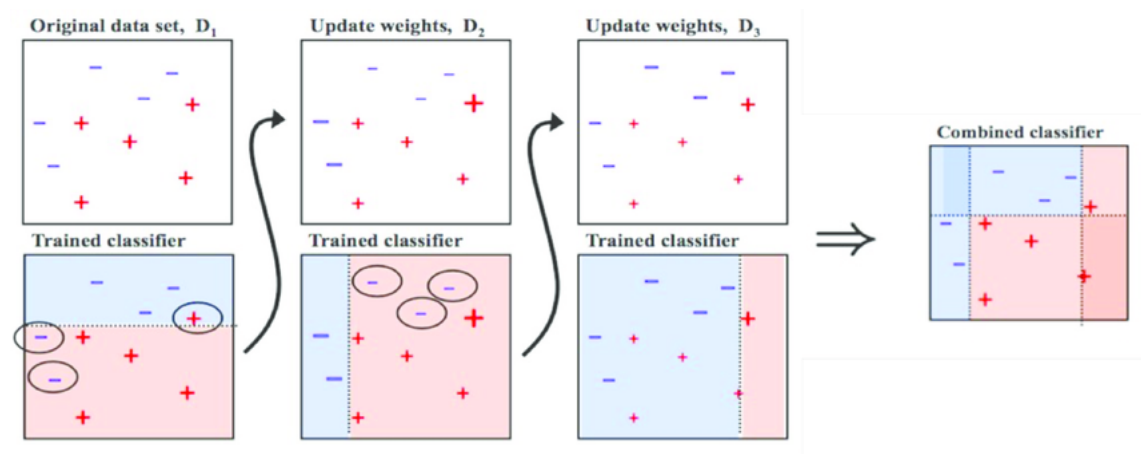 Original data set, D₁
Update weights, D₂
Update weights, D₃
Combined classifier
Trained classifier
Trained classifier
Trained classifier